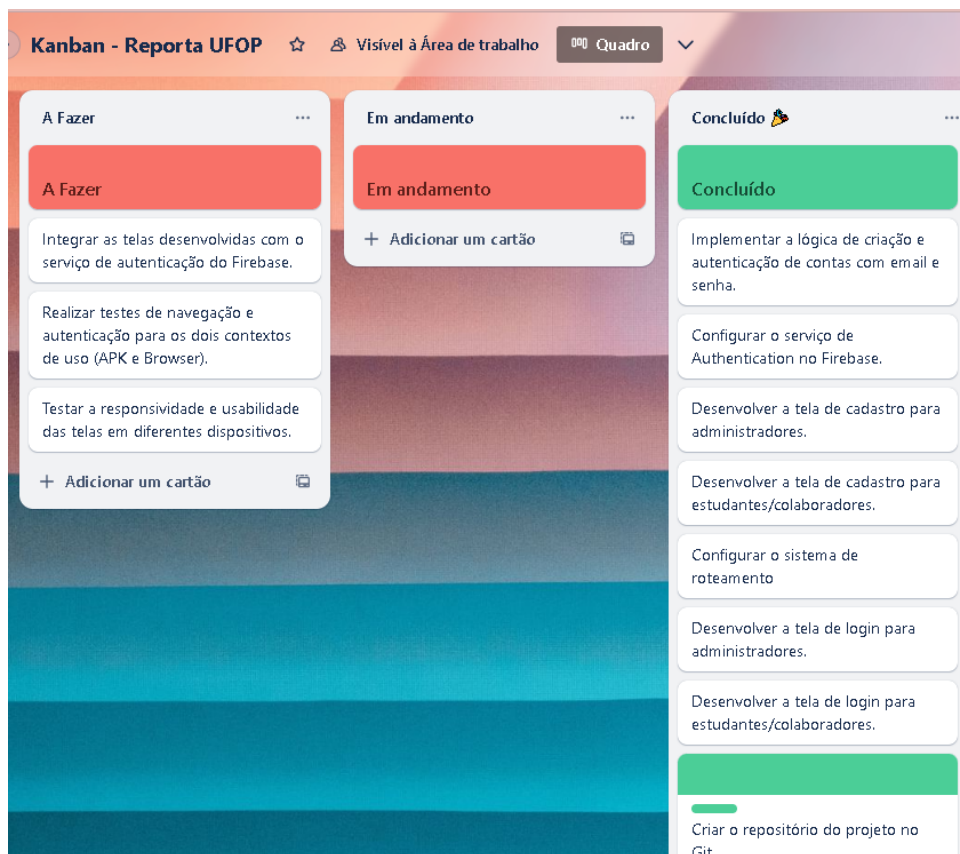 Kanban - Reporta UFOP
Visível à Área de trabalho
Quadro
A Fazer
A Fazer
Integrar as telas desenvolvidas com o
serviço de autenticação do Firebase.
Realizar testes de navegação e
autenticação para os dois contextos
de uso (APK e Browser).
Testar a responsividade e usabilidade
das telas em diferentes dispositivos.
+ Adicionar um cartão
Em andamento
Em andamento
+ Adicionar um cartão
Concluído 🎉
Concluído
Implementar a lógica de criação e
autenticação de contas com email e
senha.
Configurar o serviço de
Authentication no Firebase.
Desenvolver a tela de cadastro para
administradores.
Desenvolver a tela de cadastro para
estudantes/colaboradores.
Configurar o sistema de
roteamento
Desenvolver a tela de login para
administradores.
Desenvolver a tela de login para
estudantes/colaboradores.
Criar o repositório do projeto no
Git